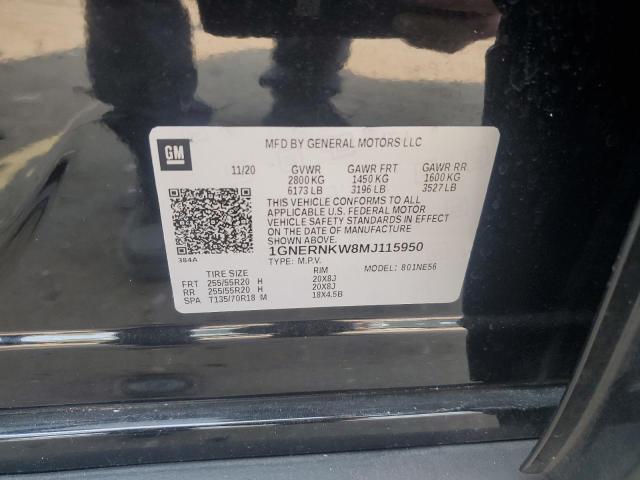 GM
MFD BY GENERAL MOTORS LLC
11/20 GVWR GAWR FRT GAWR RR
2800 KG 1450 KG 1600 KG
6173 LB 3196 LB 3527 LB
THIS VEHICLE CONFORMS TO ALL
APPLICABLE U.S. FEDERAL MOTOR
VEHICLE SAFETY STANDARDS IN EFFECT
ON THE DATE OF MANUFACTURE SHOWN ABOVE.
384A
1GNERNKW8MJ115950
TYPE: M.P.V. MODEL: 801NE56
TIRE SIZE RIM
FRT 255/55R20 H 20X8J
RR 255/55R20 H 20X8J
SPA T135/70R18 M 18X4.5B